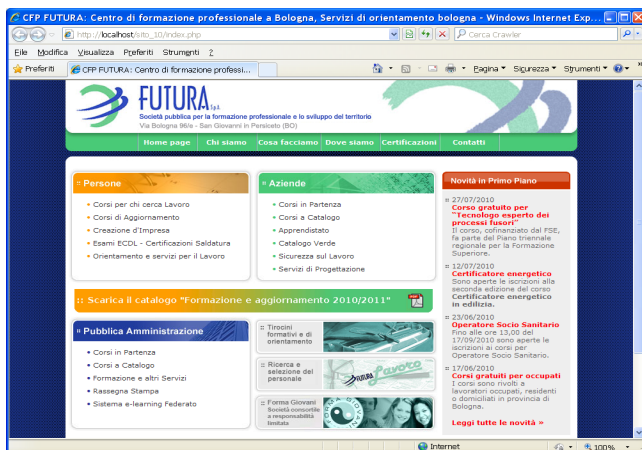 CFP FUTURA: Centro di formazione professionale a Bologna, Servizi di orientamento bologna - Windows Internet Exp...
http://localhost/sito_10/index.php
Cerca Crawler
File Modifica Visualizza Preferiti Strumenti ?
Preferiti
CFP FUTURA: Centro di formazione professi...
Pagina Sicurezza Strumenti
FUTURA S.p.A.
Società pubblica per la formazione professionale e lo sviluppo del territorio
Via Bologna 96/e - San Giovanni in Persiceto (BO)
Home page Chi siamo Cosa facciamo Dove siamo Certificazioni Contatti
:: Persone
Corsi per chi cerca Lavoro
Corsi di Aggiornamento
Creazione d'Impresa
Esami ECDL - Certificazioni Saldatura
Orientamento e servizi per il Lavoro
:: Aziende
Corsi in Partenza
Corsi a Catalogo
Apprendistato
Catalogo Verde
Sicurezza sul Lavoro
Servizi di Progettazione
:: Scarica il catalogo "Formazione e aggiornamento 2010/2011"
:: Pubblica Amministrazione
Corsi in Partenza
Corsi a Catalogo
Formazione e altri Servizi
Rassegna Stampa
Sistema e-learning Federato
:: Tirocini
formativi e di
orientamento
:: Ricerca e
selezione del
personale
FUTURA Lavoro
:: Forma Giovani
Società consortile
a responsabilità
limitata
FORMA GIOVANI
Novità in Primo Piano
:: 27/07/2010
Corso gratuito per
"Tecnologo esperto dei
processi fusori"
Il corso, cofinanziato dal FSE,
fa parte del Piano triennale
regionale per la Formazione
Superiore.
:: 12/07/2010
Certificatore energetico
Sono aperte le iscrizioni alla
seconda edizione del corso
Certificatore energetico
in edilizia.
:: 23/06/2010
Operatore Socio Sanitario
Fino alle ore 13,00 del
17/09/2010 sono aperte le
iscrizioni ai corsi per
Operatore Socio Sanitario.
:: 17/06/2010
Corsi gratuiti per occupati
I corsi sono rivolti a
lavoratori occupati, residenti
o domiciliati in provincia di
Bologna.
Leggi tutte le novità »
Internet
100%